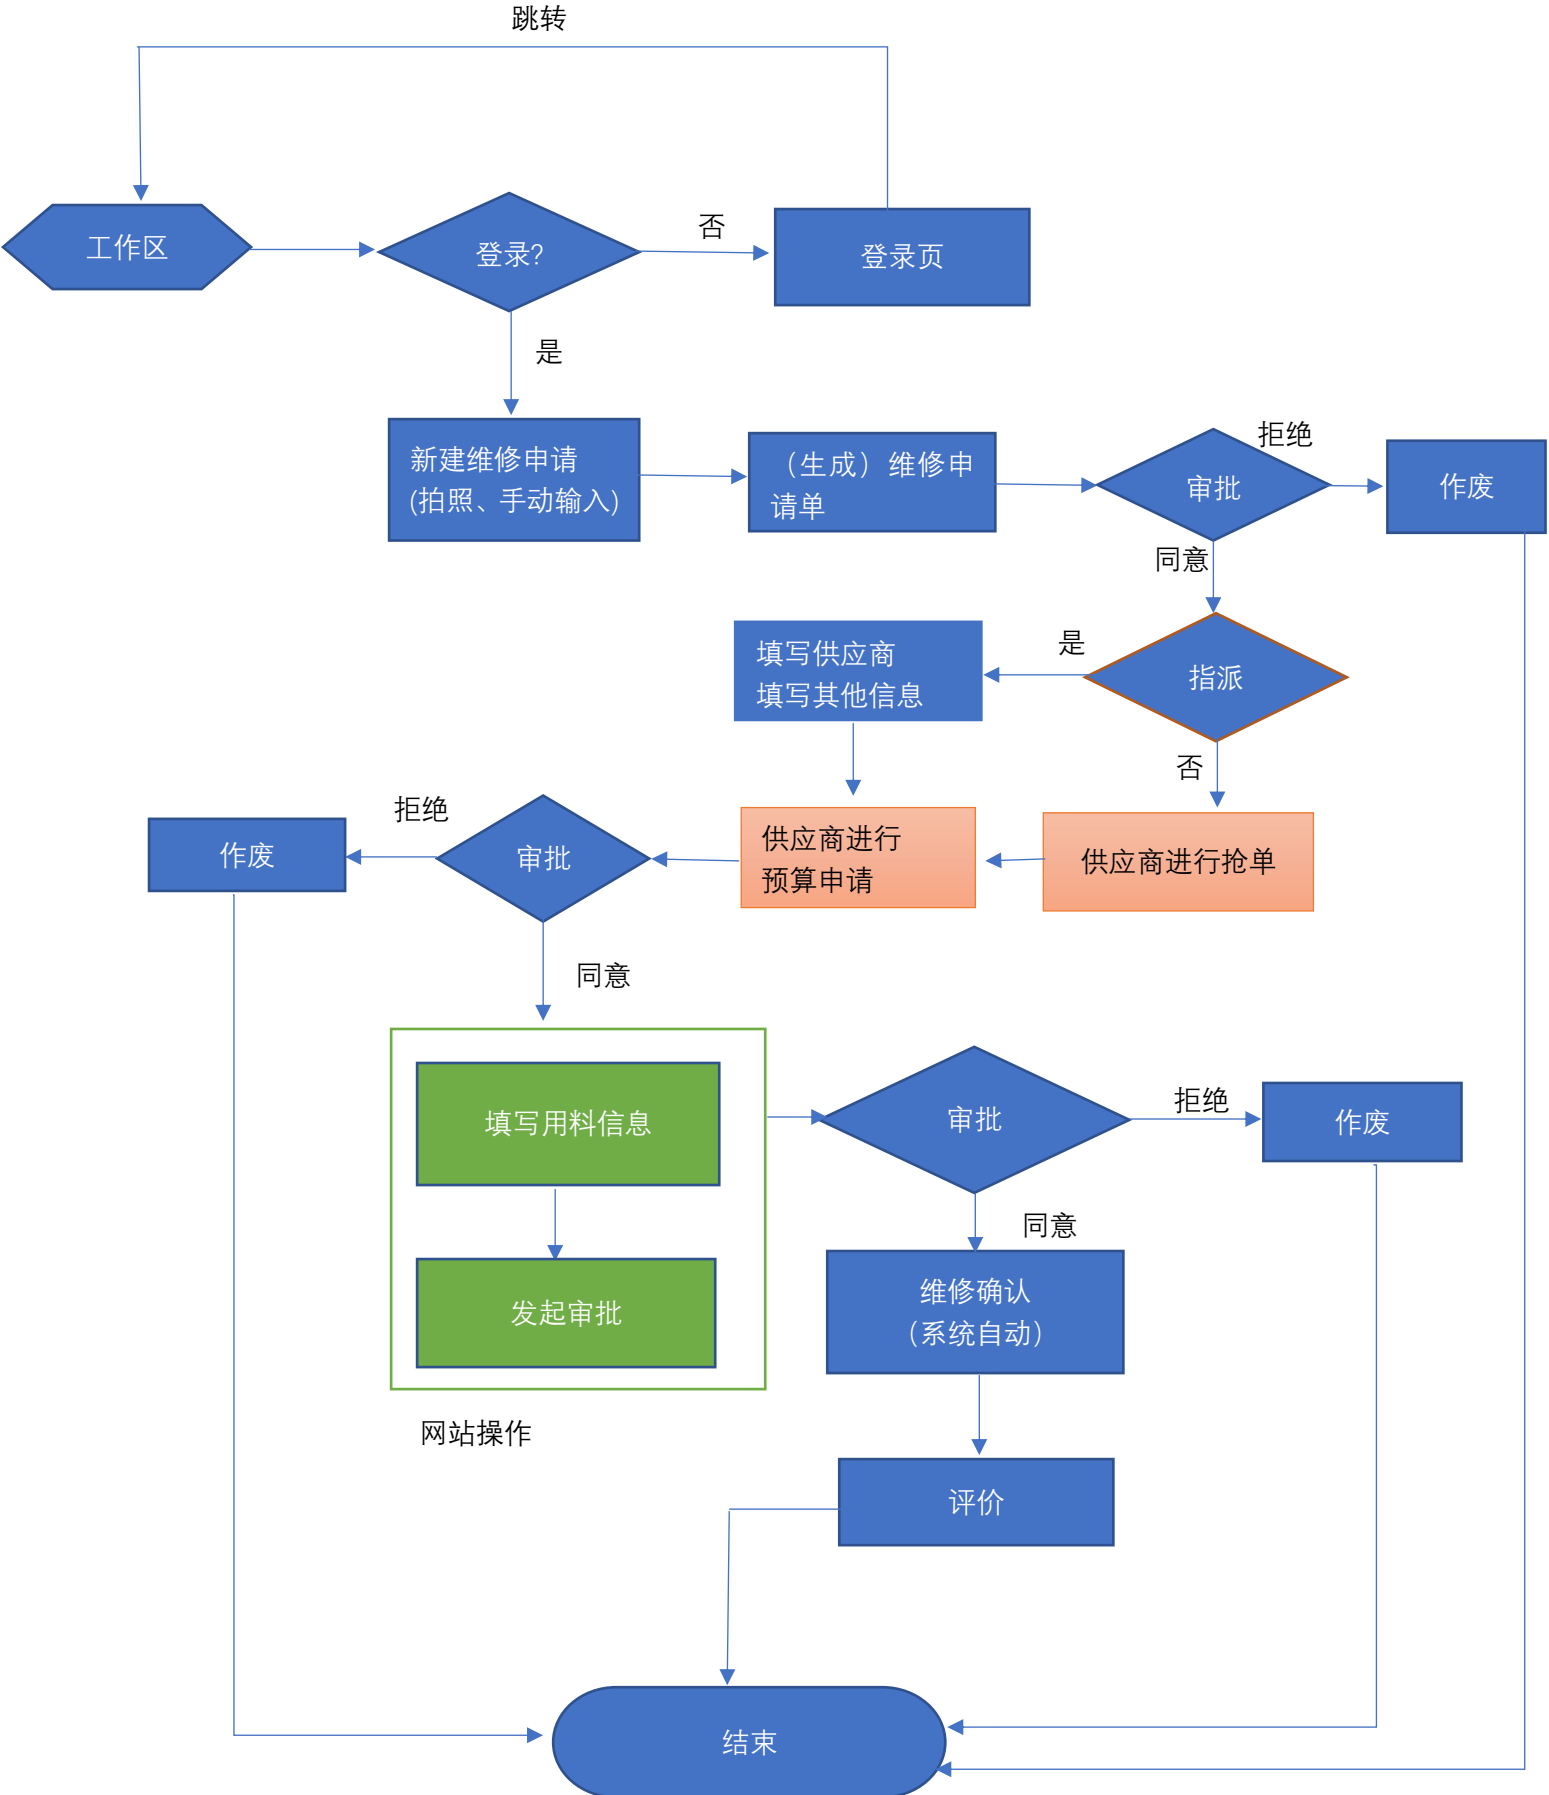 跳转
工作区
登录?
否
登录页
是
新建维修申请
(拍照、手动输入)
（生成）维修申
请单
审批
拒绝
作废
同意
指派
是
填写供应商
填写其他信息
否
供应商进行抢单
供应商进行
预算申请
审批
拒绝
作废
同意
填写用料信息
发起审批
网站操作
审批
拒绝
作废
同意
维修确认
（系统自动）
评价
结束